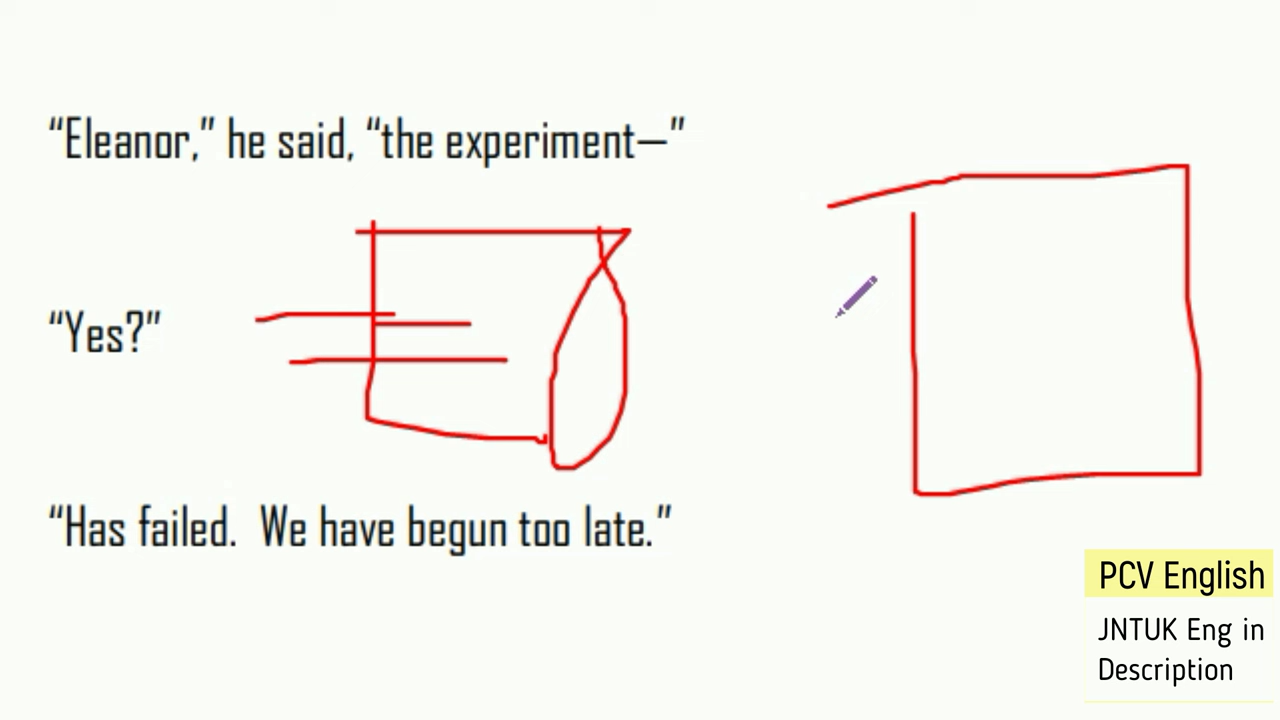 “Eleanor,” he said, “the experiment—”
“Yes?”
“Has failed.  We have begun too late.”
PCV English
JNTUK Eng in
Description